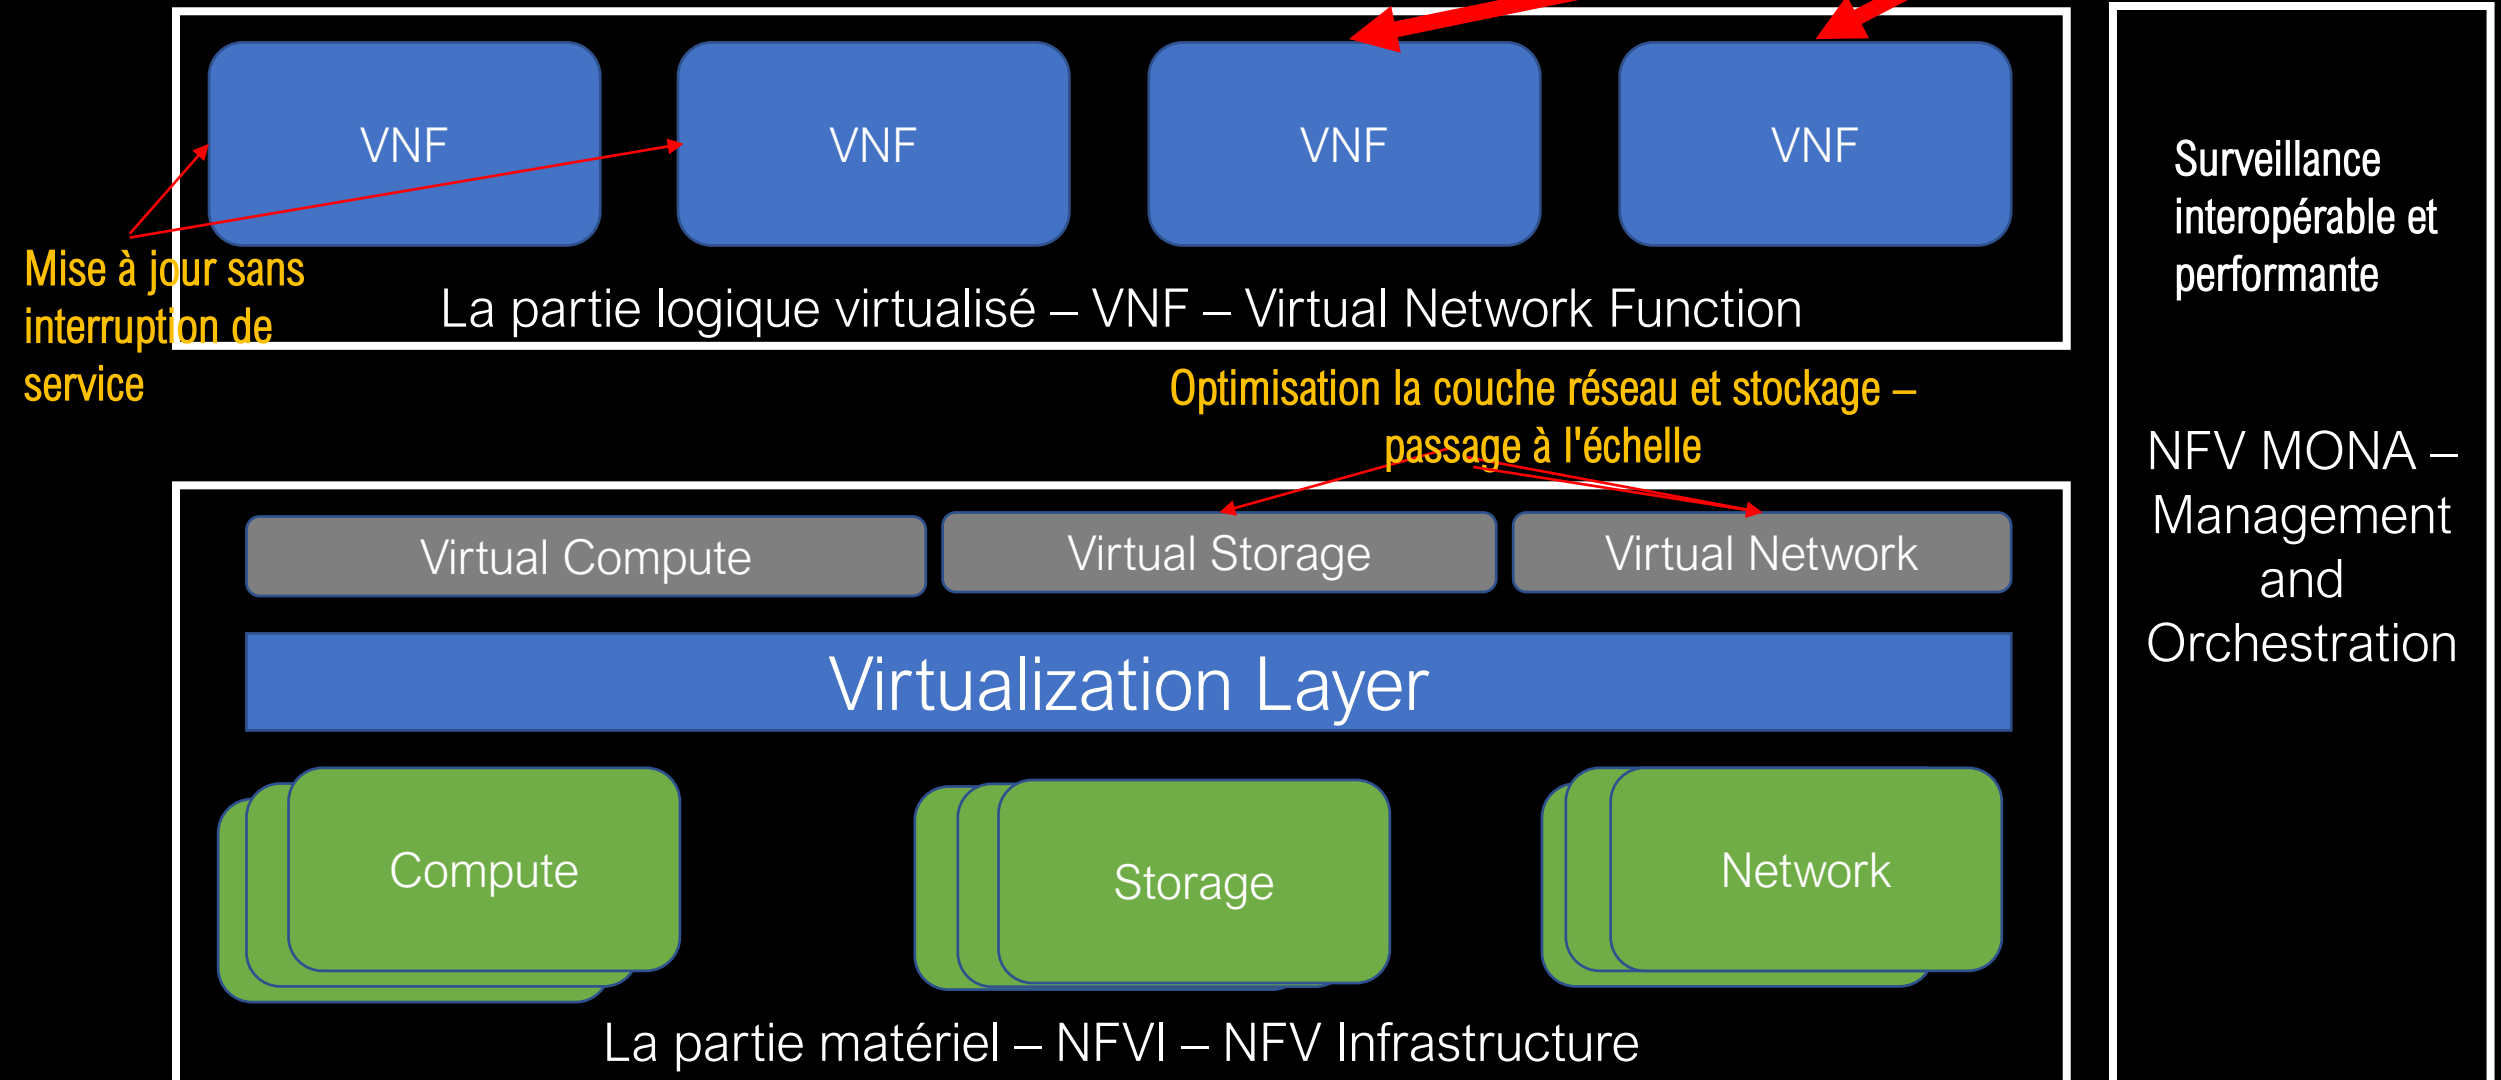 VNF
VNF
VNF
VNF
Mise à jour sans
interruption de
service
La partie logique virtualisé – VNF – Virtual Network Function
Optimisation la couche réseau et stockage –
passage à l'échelle
Virtual Compute
Virtual Storage
Virtual Network
Virtualization Layer
Compute
Storage
Network
La partie matériel – NFVI – NFV Infrastructure
Surveillance
interopérable et
performante
NFV MONA –
Management
and
Orchestration